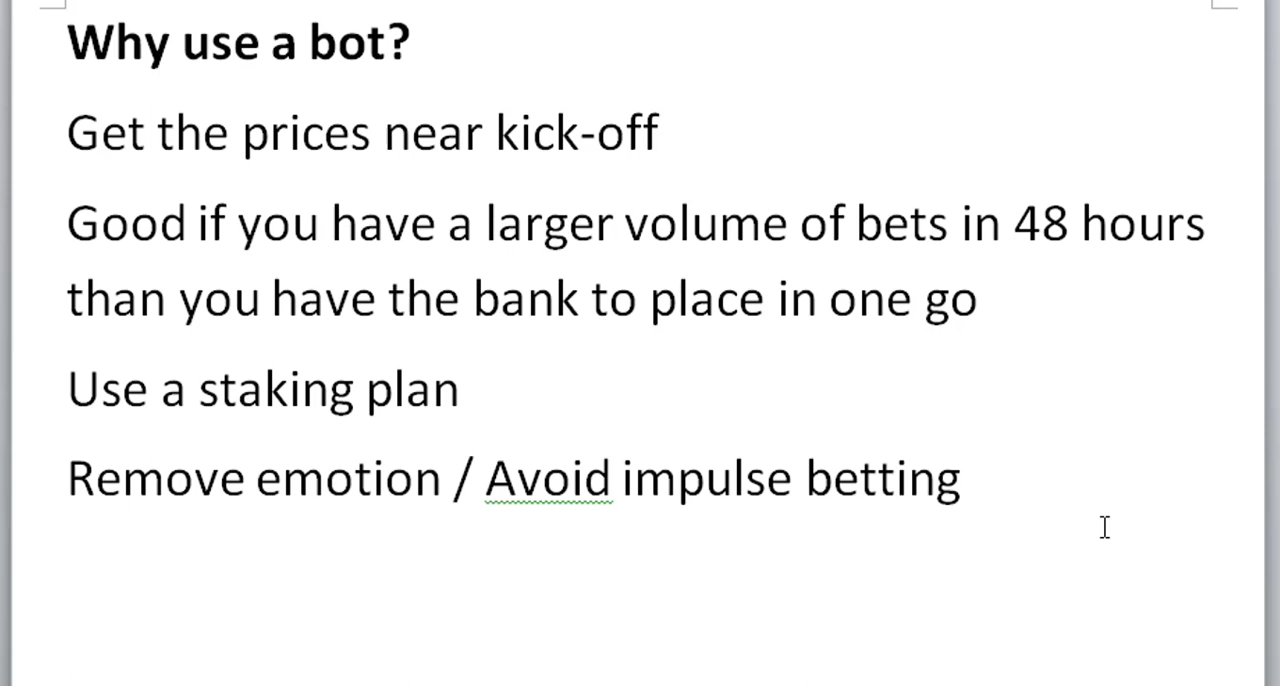 Why use a bot?
Get the prices near kick-off
Good if you have a larger volume of bets in 48 hours
than you have the bank to place in one go
Use a staking plan
Remove emotion / Avoid impulse betting